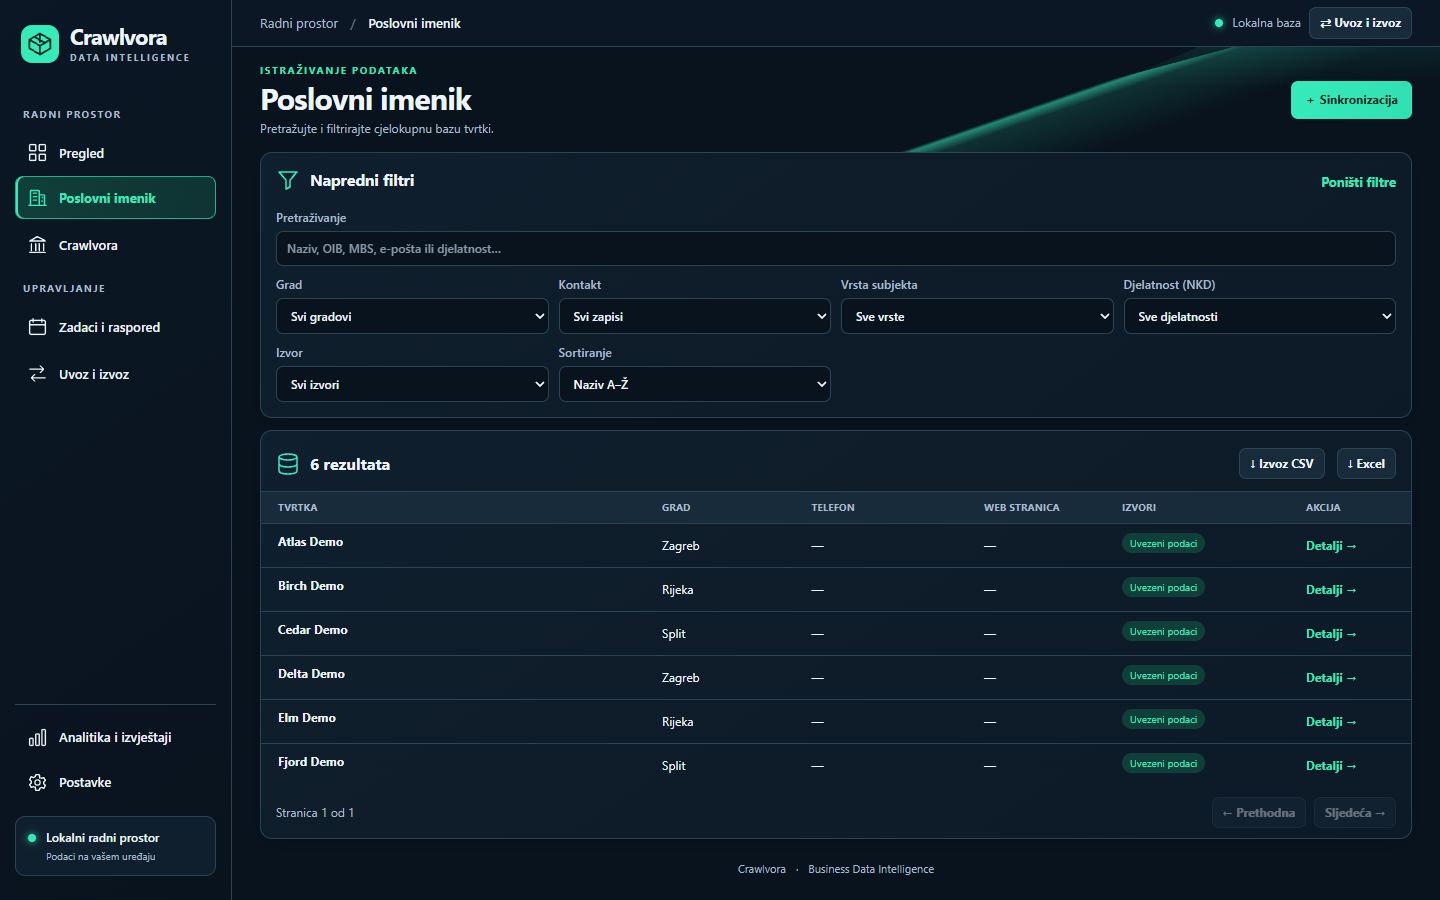 Crawlvora
DATA INTELLIGENCE
RADNI PROSTOR
Pregled
Poslovni imenik
Crawlvora
UPRAVLJANJE
Zadaci i raspored
Uvoz i izvoz
Analitika i izvještaji
Postavke
Lokalni radni prostor
Podaci na vašem uređaju
Radni prostor / Poslovni imenik
Lokalna baza
⇄ Uvoz i izvoz
ISTRAŽIVANJE PODATAKA
Poslovni imenik
Pretražujte i filtrirajte cjelokupnu bazu tvrtki.
+ Sinkronizacija
Napredni filtri
Poništi filtre
Pretraživanje
Naziv, OIB, MBS, e-pošta ili djelatnost...
Grad Kontakt Vrsta subjekta Djelatnost (NKD)
Svi gradovi Svi zapisi Sve vrste Sve djelatnosti
Izvor Sortiranje
Svi izvori Naziv A–Ž
6 rezultata
↓ Izvoz CSV
↓ Excel
TVRTKA GRAD TELEFON WEB STRANICA IZVORI AKCIJA
Atlas Demo Zagreb — — Uvezeni podaci Detalji →
Birch Demo Rijeka — — Uvezeni podaci Detalji →
Cedar Demo Split — — Uvezeni podaci Detalji →
Delta Demo Zagreb — — Uvezeni podaci Detalji →
Elm Demo Rijeka — — Uvezeni podaci Detalji →
Fjord Demo Split — — Uvezeni podaci Detalji →
Stranica 1 od 1
← Prethodna
Sljedeća →
Crawlvora · Business Data Intelligence